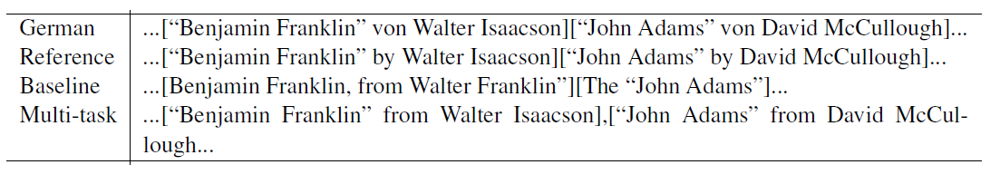 German ...[“Benjamin Franklin” von Walter Isaacson][“John Adams” von David McCullough]...
Reference ...[“Benjamin Franklin” by Walter Isaacson][“John Adams” by David McCullough]...
Baseline ...[Benjamin Franklin, from Walter Franklin”][The “John Adams”]...
Multi-task ...[“Benjamin Franklin” from Walter Isaacson],[“John Adams” from David McCul-
lough...